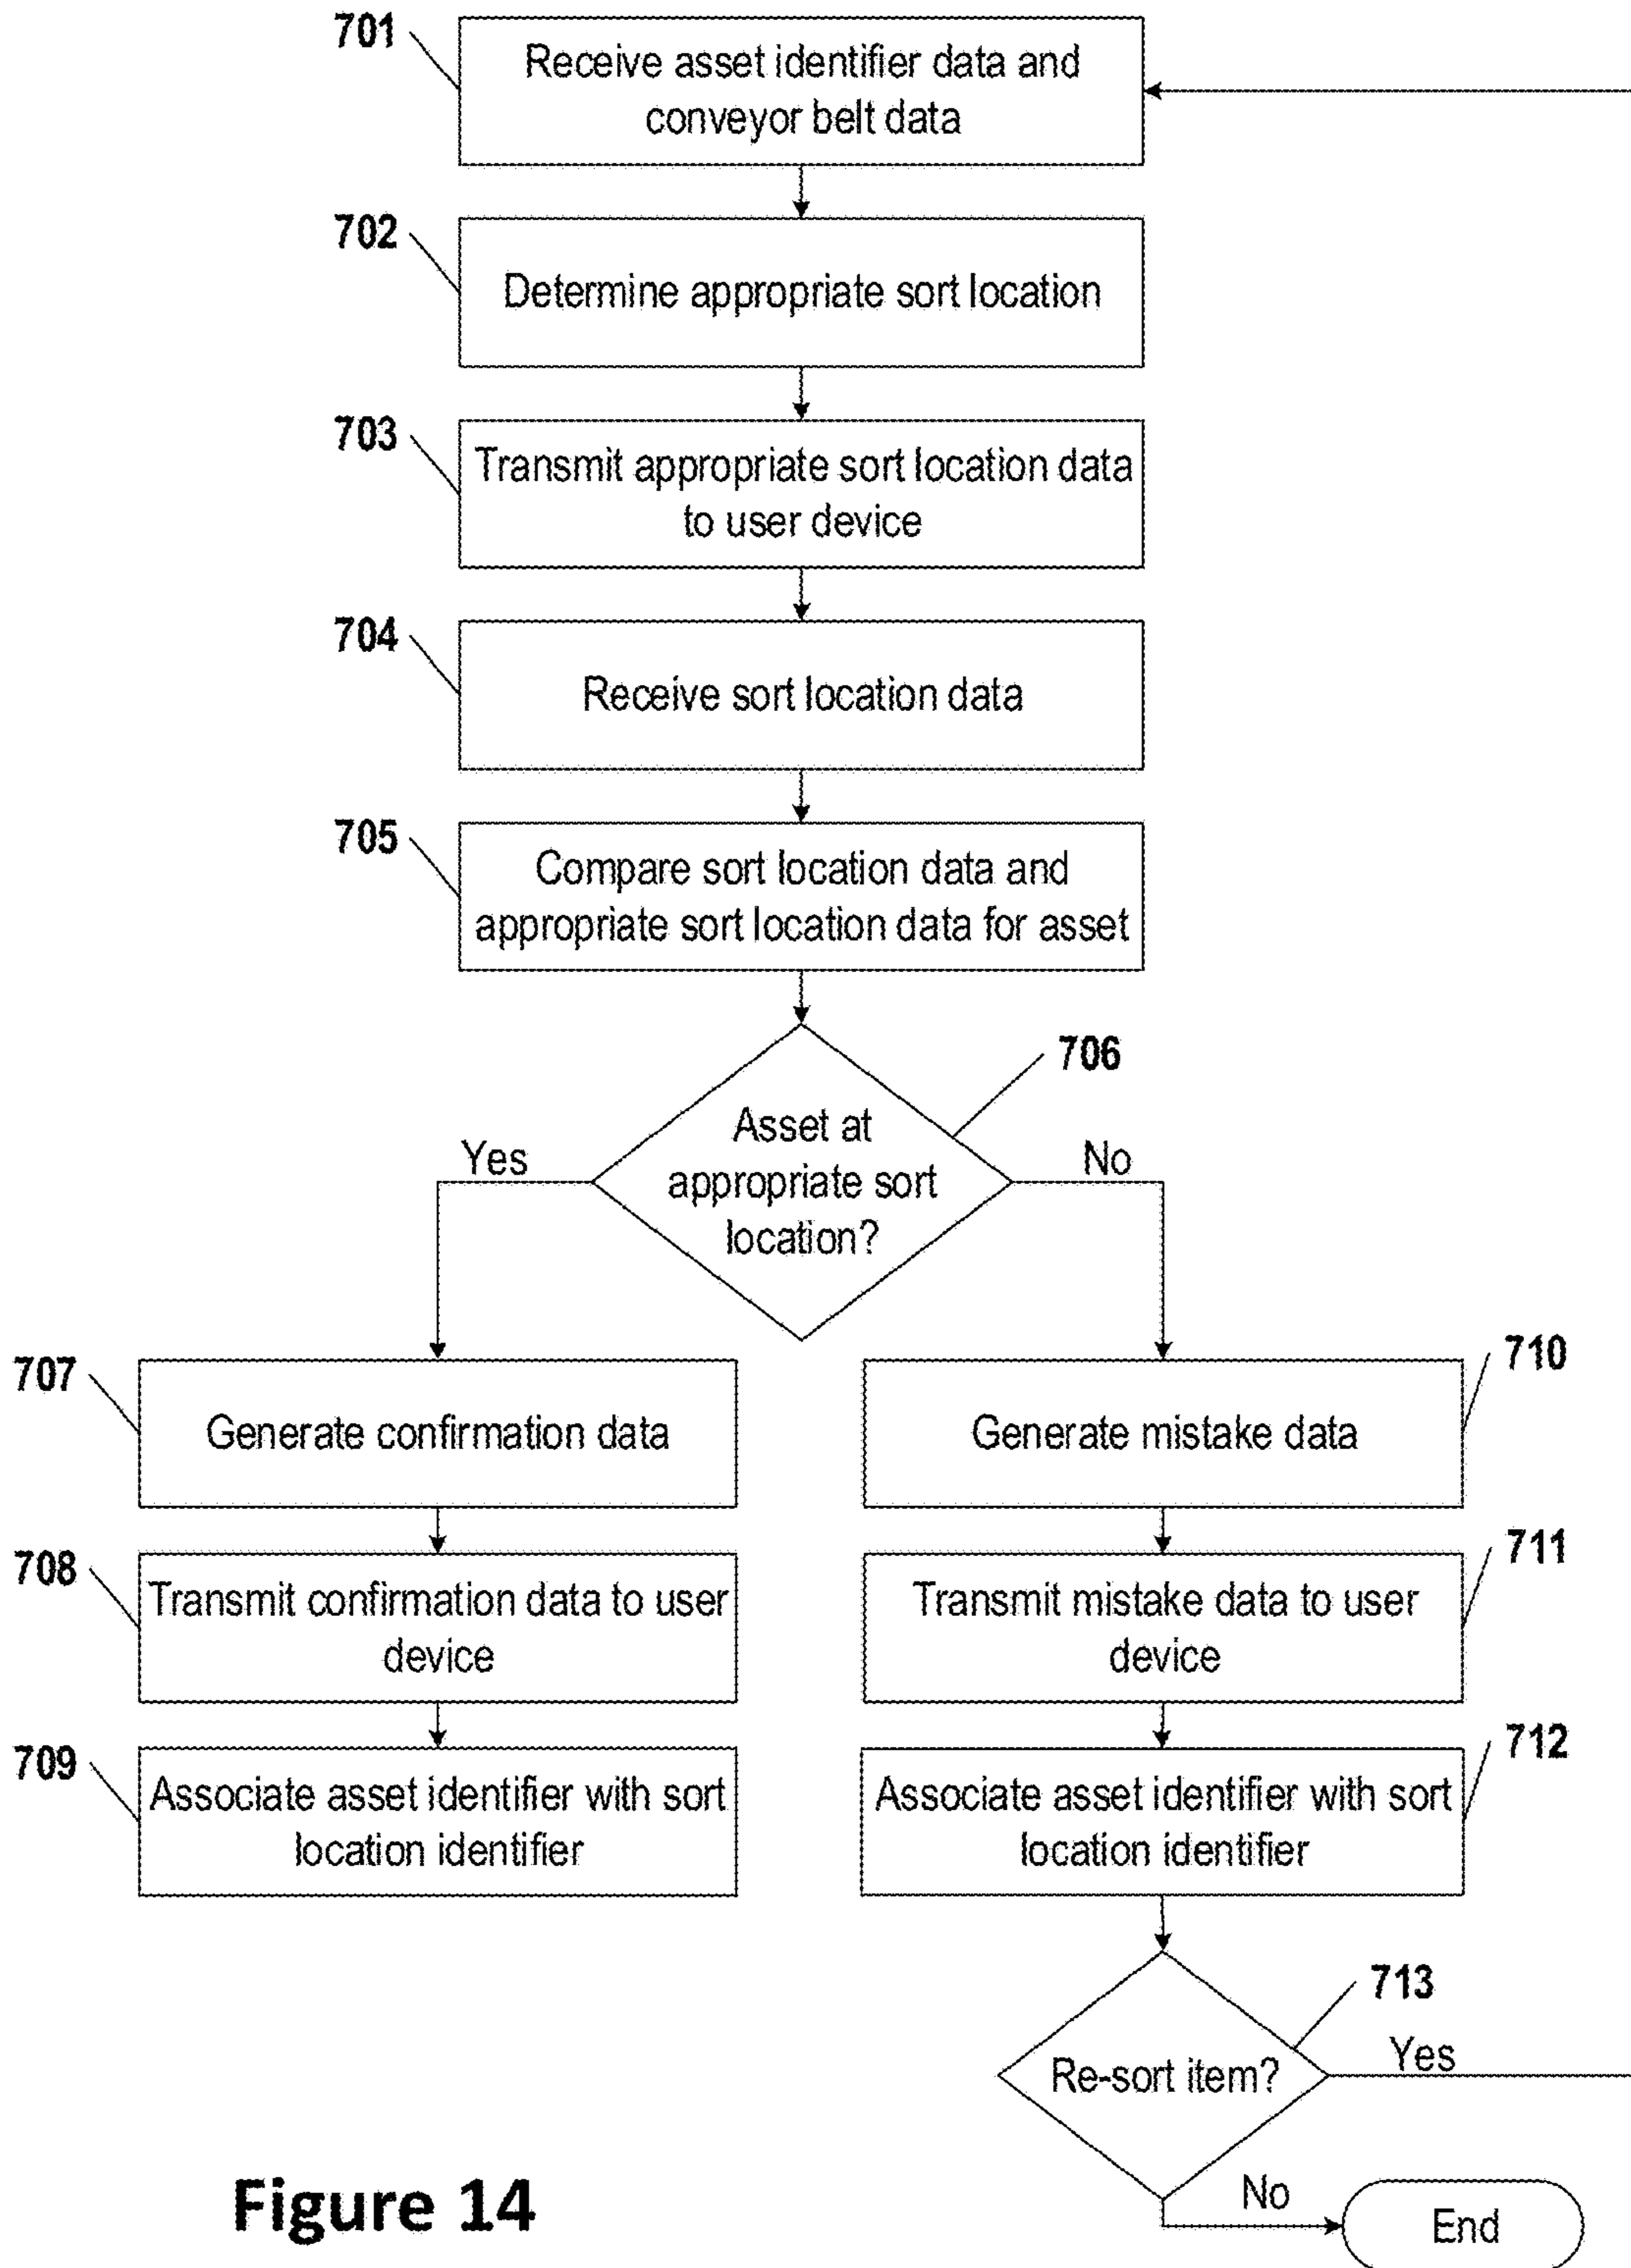 701
Receive asset identifier data and
conveyor belt data
702
Determine appropriate sort location
703
Transmit appropriate sort location data
to user device
704
Receive sort location data
705
Compare sort location data and
appropriate sort location data for asset
706
Asset at
appropriate sort
location?
Yes
No
707
Generate confirmation data
710
Generate mistake data
708
Transmit confirmation data to user
device
711
Transmit mistake data to user
device
709
Associate asset identifier with sort
location identifier
712
Associate asset identifier with sort
location identifier
713
Re-sort item?
Yes
No
End
Figure 14